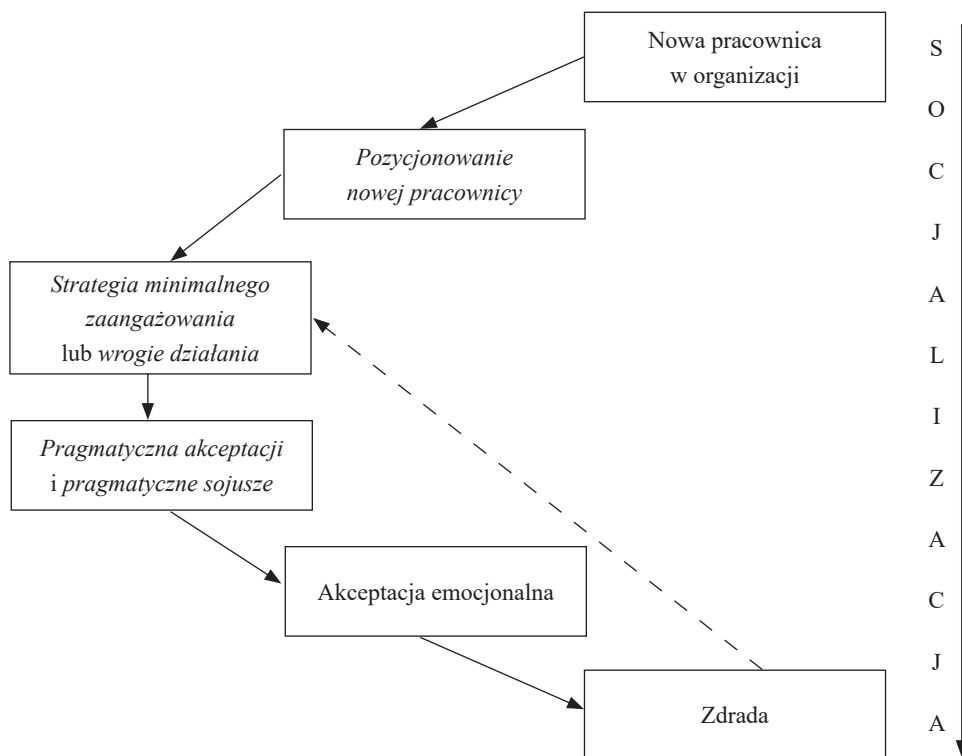 Nowa pracownica
w organizacji
Pozycjonowanie
nowej pracownicy
Strategia minimalnego
zaangażowania
lub wrogie działania
Pragmatyczna akceptacji
i pragmatyczne sojusze
Akceptacja emocjonalna
Zdrada
S
O
C
J
A
L
I
Z
A
C
J
A